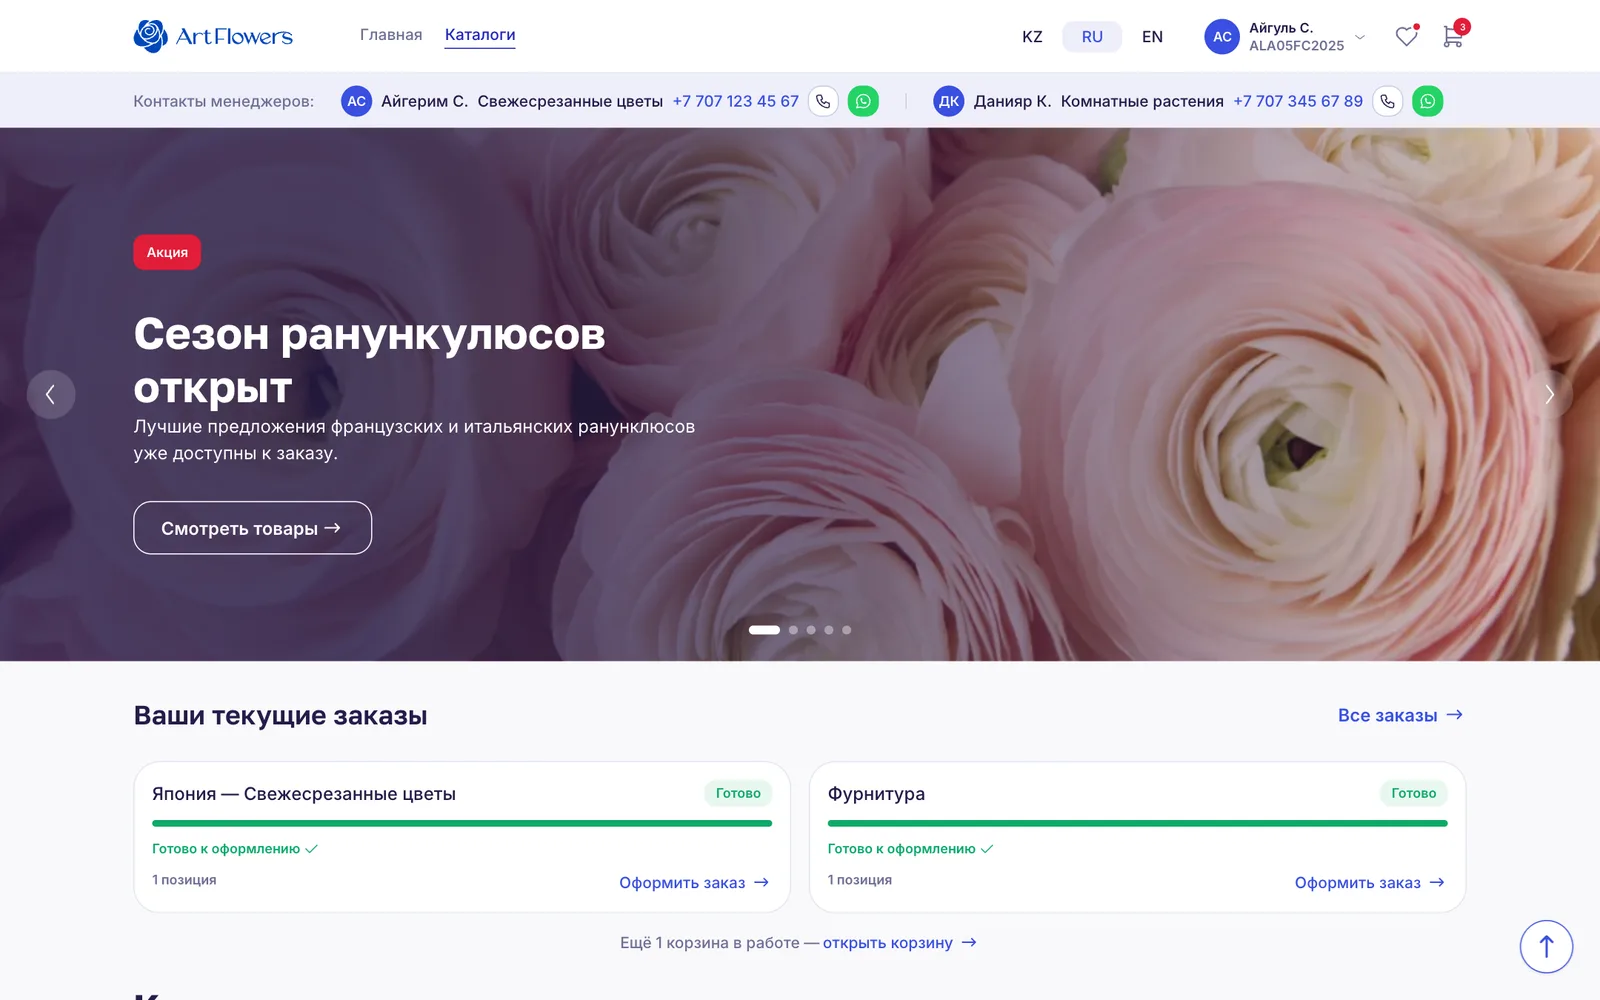 ArtFlowers
Главная
Каталоги
KZ
RU
EN
АС
Айгуль С.
ALA05FC2025
3
Контакты менеджеров:
АС
Айгерим С.
Свежесрезанные цветы
+7 707 123 45 67
ДК
Данияр К.
Комнатные растения
+7 707 345 67 89
Акция
Сезон ранункулюсов
открыт
Лучшие предложения французских и итальянских ранунклюсов
уже доступны к заказу.
Смотреть товары →
Ваши текущие заказы
Все заказы →
Япония — Свежесрезанные цветы
Готово
Готово к оформлению ✓
1 позиция
Оформить заказ →
Фурнитура
Готово
Готово к оформлению ✓
1 позиция
Оформить заказ →
Ещё 1 корзина в работе — открыть корзину →